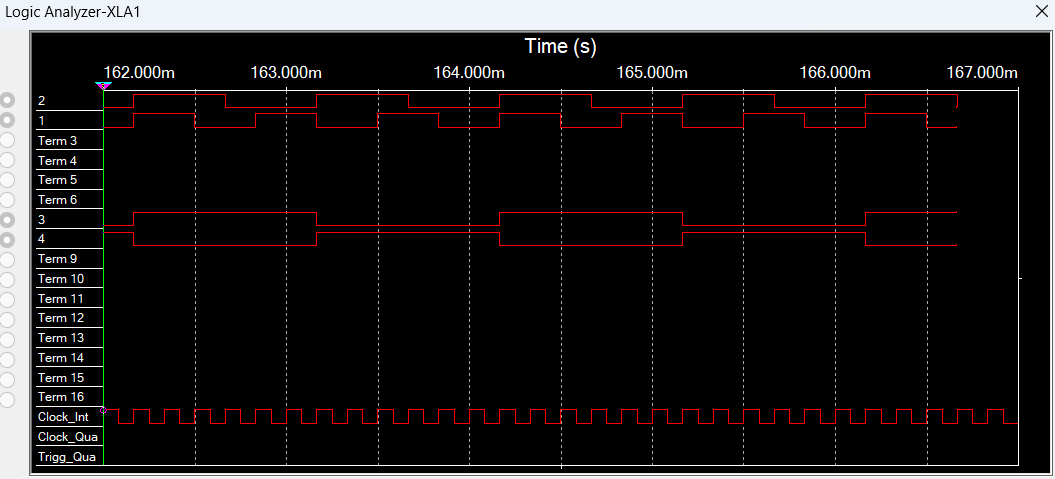 Logic Analyzer-XLA1
Time (s)
162.000m 163.000m 164.000m 165.000m 166.000m 167.000m
2
1
Term 3
Term 4
Term 5
Term 6
3
4
Term 9
Term 10
Term 11
Term 12
Term 13
Term 14
Term 15
Term 16
Clock_Int
Clock_Qua
Trigg_Qua